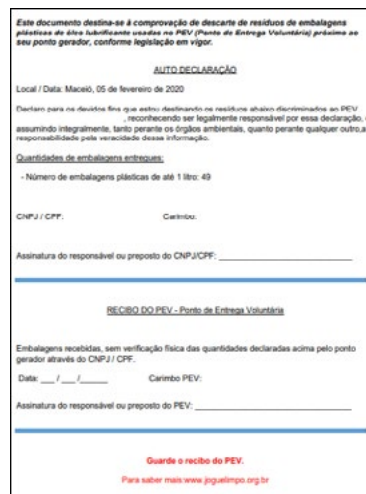 Este documento destina-se à comprovação de descarte de resíduos de embalagens
plásticas de óleo lubrificante usadas no PEV (Ponto de Entrega Voluntária) próximo ao
seu ponto gerador, conforme legislação em vigor.
AUTO DECLARAÇÃO
Local / Data: Maceió, 05 de fevereiro de 2020
Declaro para os devidos fins que estou destinando os resíduos abaixo discriminados ao PEV
, reconhecendo ser legalmente responsável por essa declaração,
assumindo integralmente, tanto perante os órgãos ambientais, quanto perante qualquer outro,a
responsabilidade pela veracidade dessa informação.
Quantidades de embalagens entregues:
- Número de embalagens plásticas de até 1 litro: 49
CNPJ / CPF: Carimbo:
Assinatura do responsável ou preposto do CNPJ/CPF: ____________________
RECIBO DO PEV - Ponto de Entrega Voluntária
Embalagens recebidas, sem verificação física das quantidades declaradas acima pelo ponto
gerador através do CNPJ / CPF.
Data: ___ / ___ /______ Carimbo PEV:
Assinatura do responsável ou preposto do PEV: ____________________
Guarde o recibo do PEV.
Para saber mais:www.joguelimpo.org.br